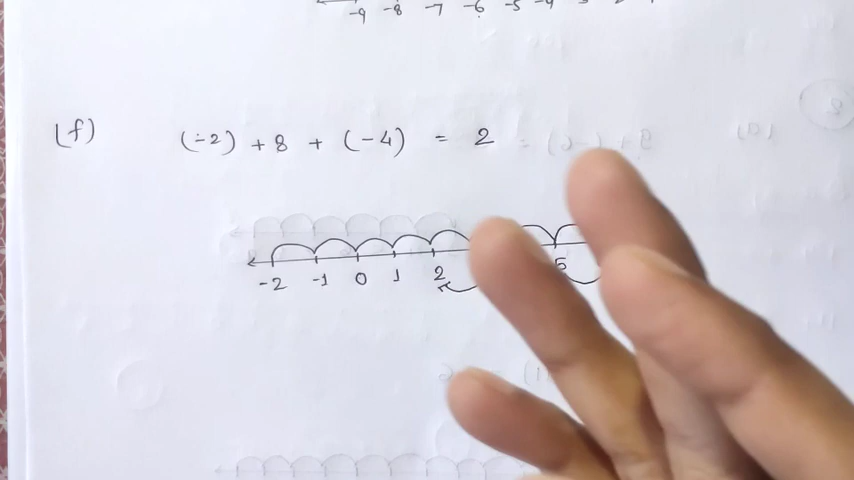 -9 -8 -7 -6 -5 -4
(f) (-2) + 8 + (-4) = 2
-2 -1 0 1 2 5